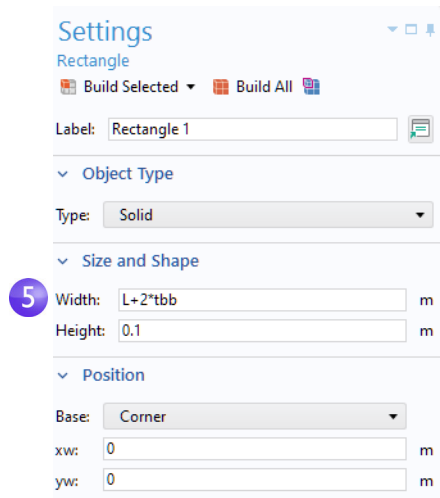 Settings
Rectangle
Build Selected Build All
Label: Rectangle 1
Object Type
Type: Solid
Size and Shape
5 Width: L+2*tbb m
Height: 0.1 m
Position
Base: Corner
xw: 0 m
yw: 0 m